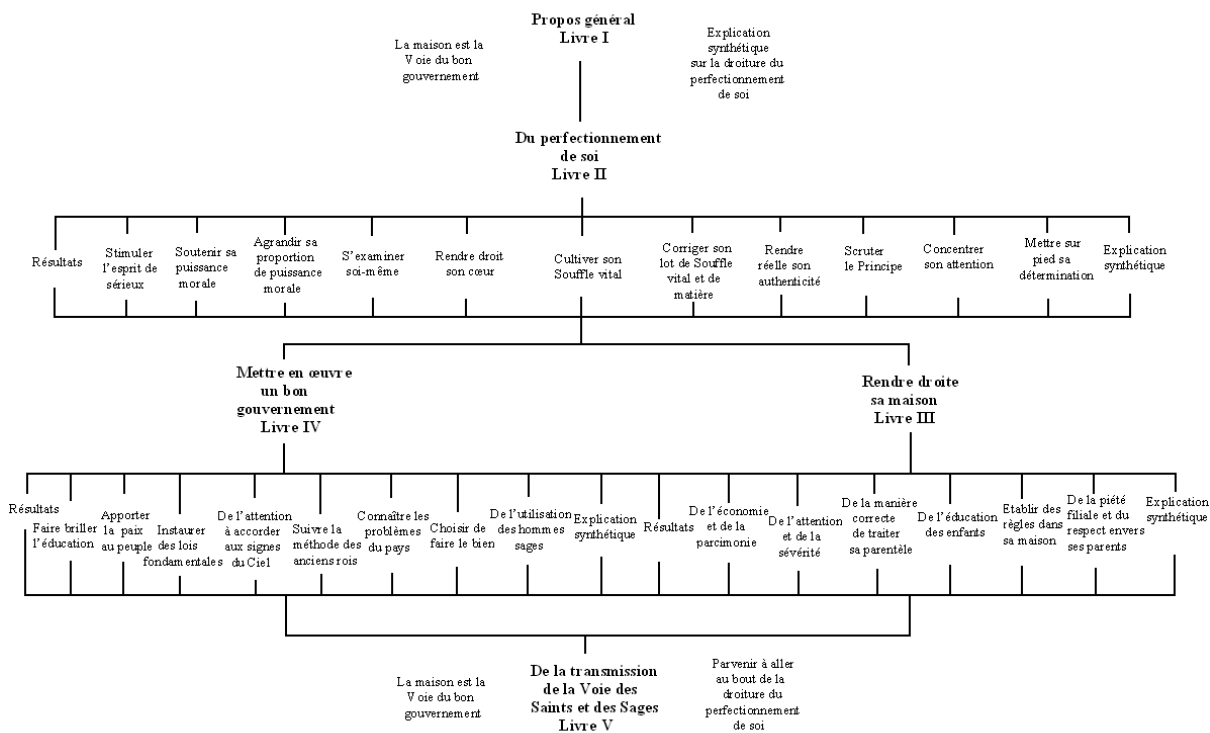 Propos général
Livre I
La maison est la
Voie du bon
gouvernement
Explication
synthétique
sur la droiture du
perfectionnement
de soi
Du perfectionnement
de soi
Livre II
Résultats
Stimuler
l'esprit de
sérieux
Soutenir sa
puissance
morale
Agrandir sa
proportion
de puissance
morale
S'examiner
soi-même
Rendre droit
son cœur
Cultiver son
Souffle vital
Corriger son
lot de Souffle
vital et de
matière
Rendre
réelle son
authenticité
Scruter
le Principe
Concentrer
son attention
Mettre sur
pied sa
détermination
Explication
synthétique
Mettre en œuvre
un bon
gouvernement
Livre IV
Rendre droite
sa maison
Livre III
Résultats
Faire briller
l'éducation
Apporter
la paix
au peuple
Instaurer
des lois
fondamentales
De l'attention
à accorder
aux signes
du Ciel
Suivre la
méthode des
anciens rois
Connaître les
problèmes
du pays
Choisir de
faire le bien
De l'utilisation
des hommes
sages
Explication
synthétique
Résultats
De l'économie
et de la
parcimonie
De l'attention
et de la
sévérité
De la manière
correcte
de traiter
sa parentèle
De l'éducation
des enfants
Etablir des
règles dans
sa maison
De la piété
filiale et du
respect envers
ses parents
Explication
synthétique
La maison est la
Voie du bon
gouvernement
De la transmission
de la Voie des
Saints et des Sages
Livre V
Parvenir à aller
au bout de la
droiture du
perfectionnement
de soi